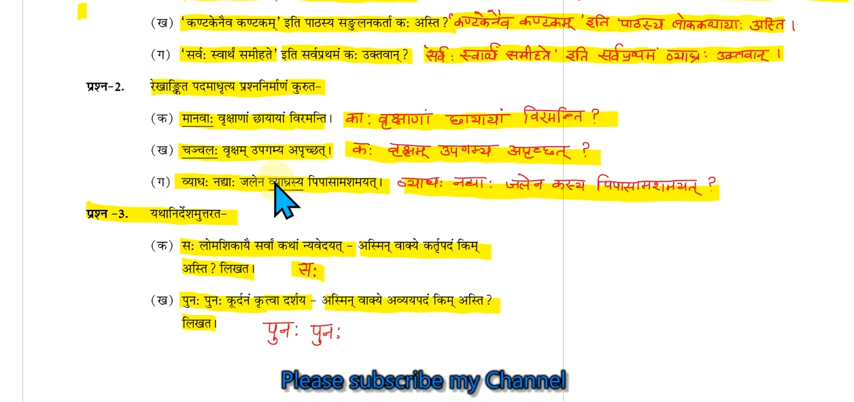 (ख) 'कण्टकेनैव कण्टकम्' इति पाठस्य सङ्कलनकर्ता कः अस्ति? 'कण्टकेनैव कण्टकम्' इति पाठस्य लोककथायाः अस्ति।
(ग) 'सर्वः स्वार्थं समीहते' इति सर्वप्रथमं कः उक्तवान्? 'सर्वः स्वार्थं समीहते' इति सर्वप्रथमं व्याघ्रः उक्तवान्।
प्रश्न-2. रेखाङ्कित पदमाधृत्य प्रश्ननिर्माणं कुरुत-
(क) मानवाः वृक्षाणां छायायां विरमन्ति। काः वृक्षाणां छायायां विरमन्ति?
(ख) चञ्चलः वृक्षम् उपगम्य अपृच्छत्। कः वृक्षम् उपगम्य अपृच्छत्?
(ग) व्याधः नद्याः जलेन व्याघ्रस्य पिपासामशमयत्। व्याधः नद्याः जलेन कस्य पिपासामशमयत्?
प्रश्न -3. यथानिर्देशमुत्तरत-
(क) सः लोमशिकायै सर्वां कथां न्यवेदयत् – अस्मिन् वाक्ये कर्तृपदं किम्
अस्ति? लिखत। सः
(ख) पुनः पुनः कूर्दनं कृत्वा दर्शय – अस्मिन् वाक्ये अव्ययपदं किम् अस्ति?
लिखत। पुनः पुनः
Please subscribe my Channel